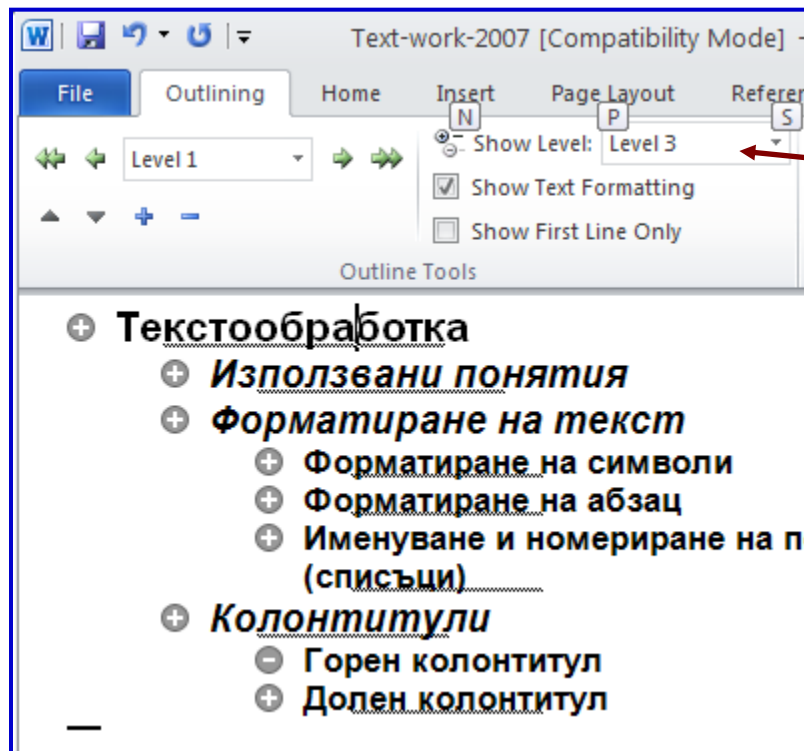 Text-work-2007 [Compatibility Mode] -
File Outlining Home Insert Page Layout
N P S
Level 1 Show Level: Level 3
Show Text Formatting
Show First Line Only
Outline Tools
Текстообработка
Използвани понятия
Форматиране на текст
Форматиране на символи
Форматиране на абзац
Именуване и номериране на
(списъци)
Колонтитули
Горен колонтитул
Долен колонтитул